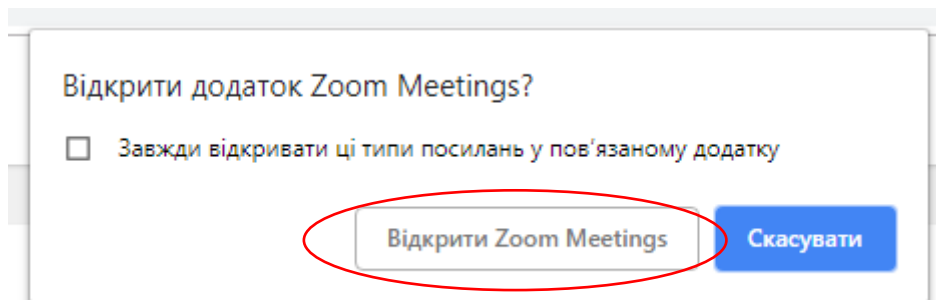 Відкрити додаток Zoom Meetings?
Завжди відкривати ці типи посилань у пов’язаному додатку
Відкрити Zoom Meetings
Скасувати